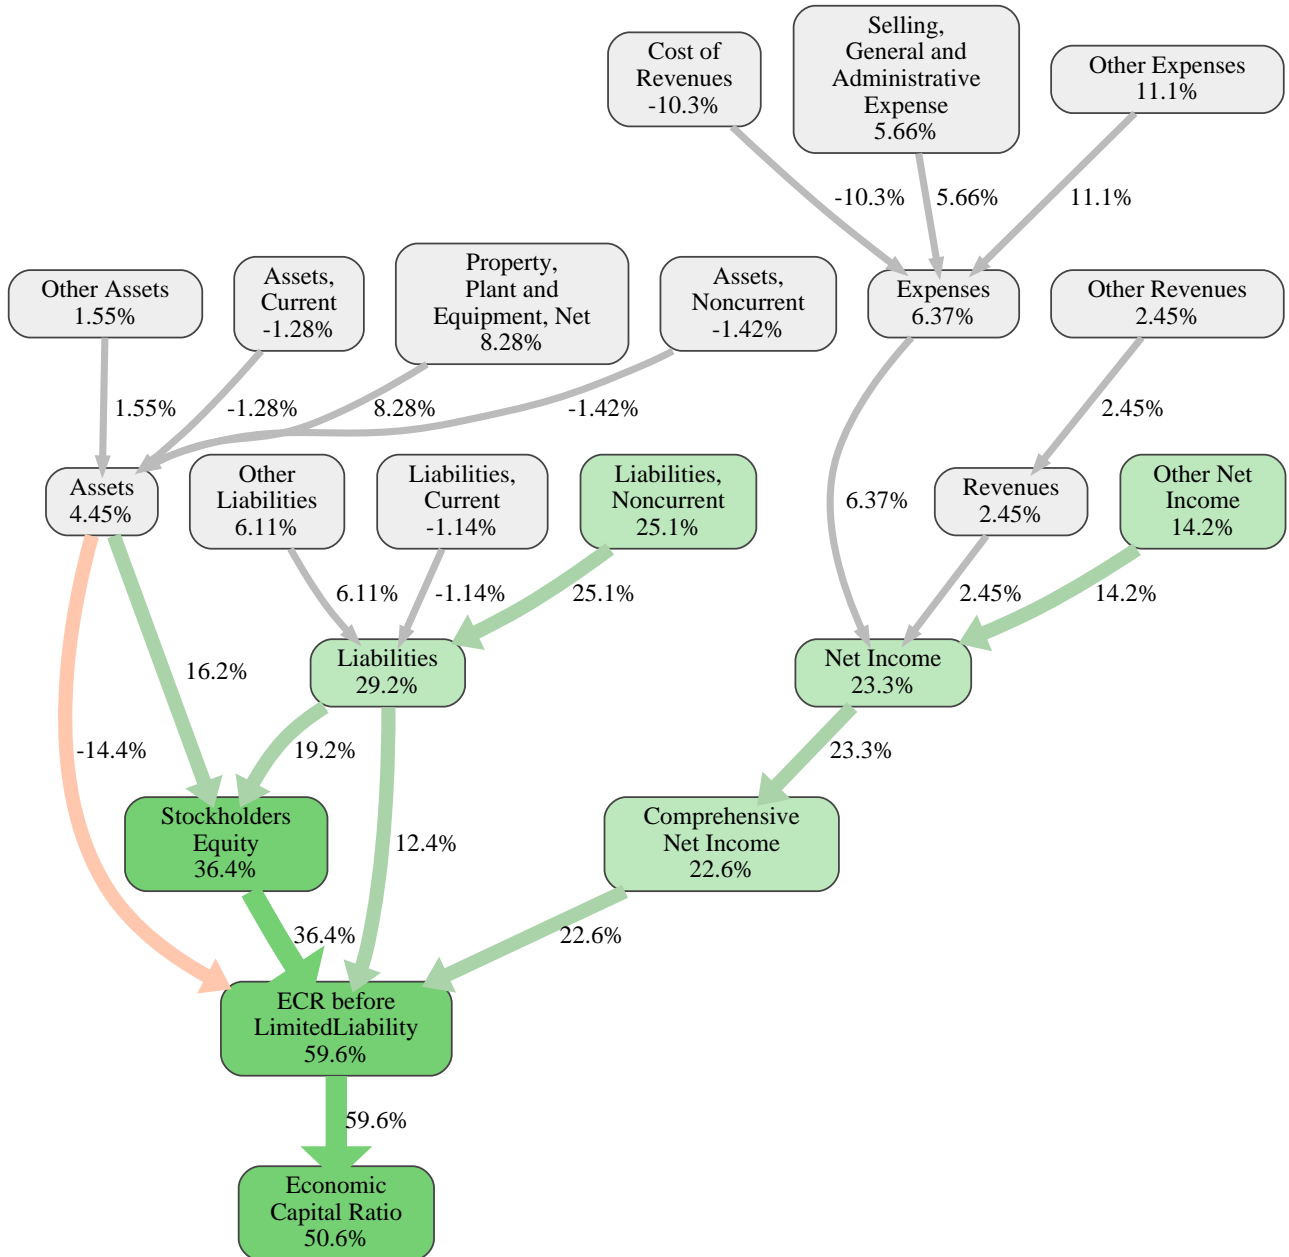 Cost of
Revenues
-10.3%
Selling,
General and
Administrative
Expense
5.66%
Other Expenses
11.1%
-10.3%
5.66%
11.1%
Other Assets
1.55%
Assets,
Current
-1.28%
Property,
Plant and
Equipment, Net
8.28%
Assets,
Noncurrent
-1.42%
Expenses
6.37%
Other Revenues
2.45%
1.55%
-1.28%
8.28%
-1.42%
2.45%
Assets
4.45%
Other
Liabilities
6.11%
Liabilities,
Current
-1.14%
Liabilities,
Noncurrent
25.1%
6.37%
Revenues
2.45%
Other Net
Income
14.2%
6.11%
-1.14%
25.1%
2.45%
14.2%
16.2%
Liabilities
29.2%
Net Income
23.3%
-14.4%
19.2%
23.3%
Stockholders
Equity
36.4%
12.4%
Comprehensive
Net Income
22.6%
36.4%
22.6%
ECR before
LimitedLiability
59.6%
59.6%
Economic
Capital Ratio
50.6%